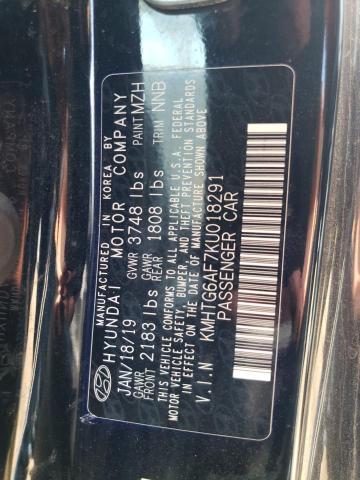 MANUFACTURED IN KOREA BY
HYUNDAI MOTOR COMPANY
JAN/18/19 GVWR 3748 lbs PAINT MZH
GAWR FRONT 2183 lbs GAWR REAR 1808 lbs TRIM NNB
THIS VEHICLE CONFORMS TO ALL APPLICABLE U.S.A. FEDERAL
MOTOR VEHICLE SAFETY, BUMPER, AND THEFT PREVENTION STANDARDS
IN EFFECT ON THE DATE OF MANUFACTURE SHOWN ABOVE.
V.I.N KMHTG6AF7KU018291
PASSENGER CAR